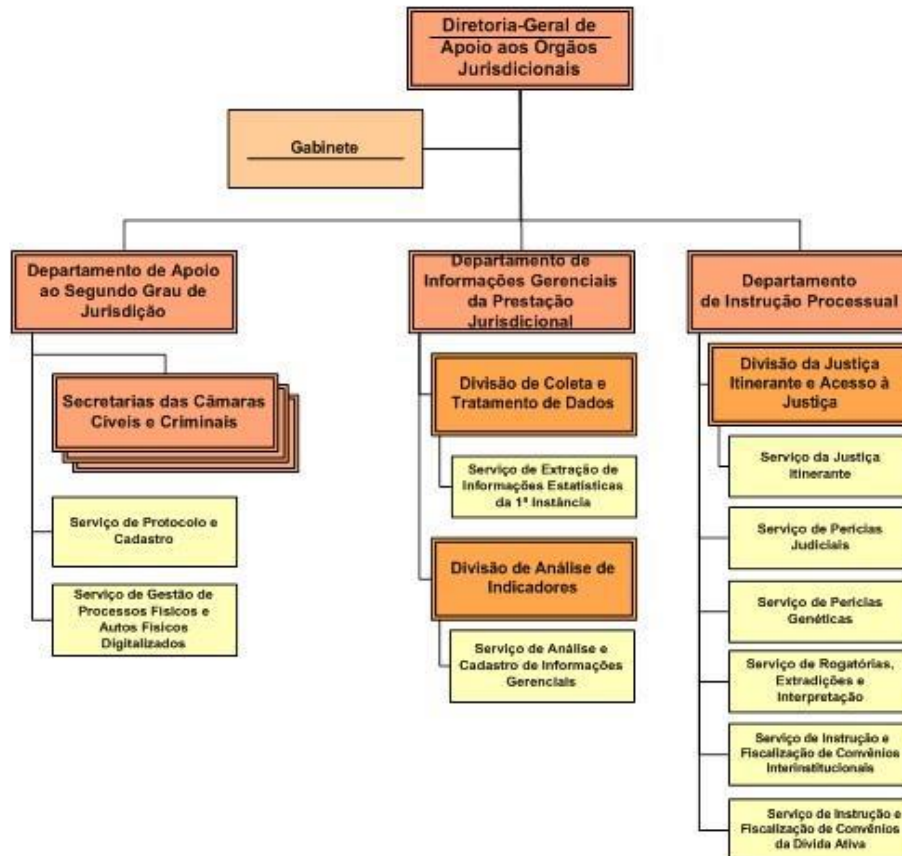 Diretoria-Geral de
Apoio aos Órgãos
Jurisdicionais
Gabinete
Departamento de Apoio
ao Segundo Grau de
Jurisdição
Secretarias das Câmaras
Cíveis e Criminais
Serviço de Protocolo e
Cadastro
Serviço de Gestão de
Processos Físicos e
Autos Físicos
Digitalizados
Departamento de
Informações Gerenciais
da Prestação
Jurisdicional
Divisão de Coleta e
Tratamento de Dados
Serviço de Extração de
Informações Estatísticas
da 1ª Instância
Divisão de Análise de
Indicadores
Serviço de Análise e
Cadastro de Informações
Gerenciais
Departamento
de Instrução Processual
Divisão da Justiça
Itinerante e Acesso à
Justiça
Serviço da Justiça
Itinerante
Serviço de Perícias
Judiciais
Serviço de Perícias
Genéticas
Serviço de Rogatórias,
Extradições e
Interpretação
Serviço de Instrução e
Fiscalização de Convênios
Interinstitucionais
Serviço de Instrução e
Fiscalização de Convênios
da Dívida Ativa